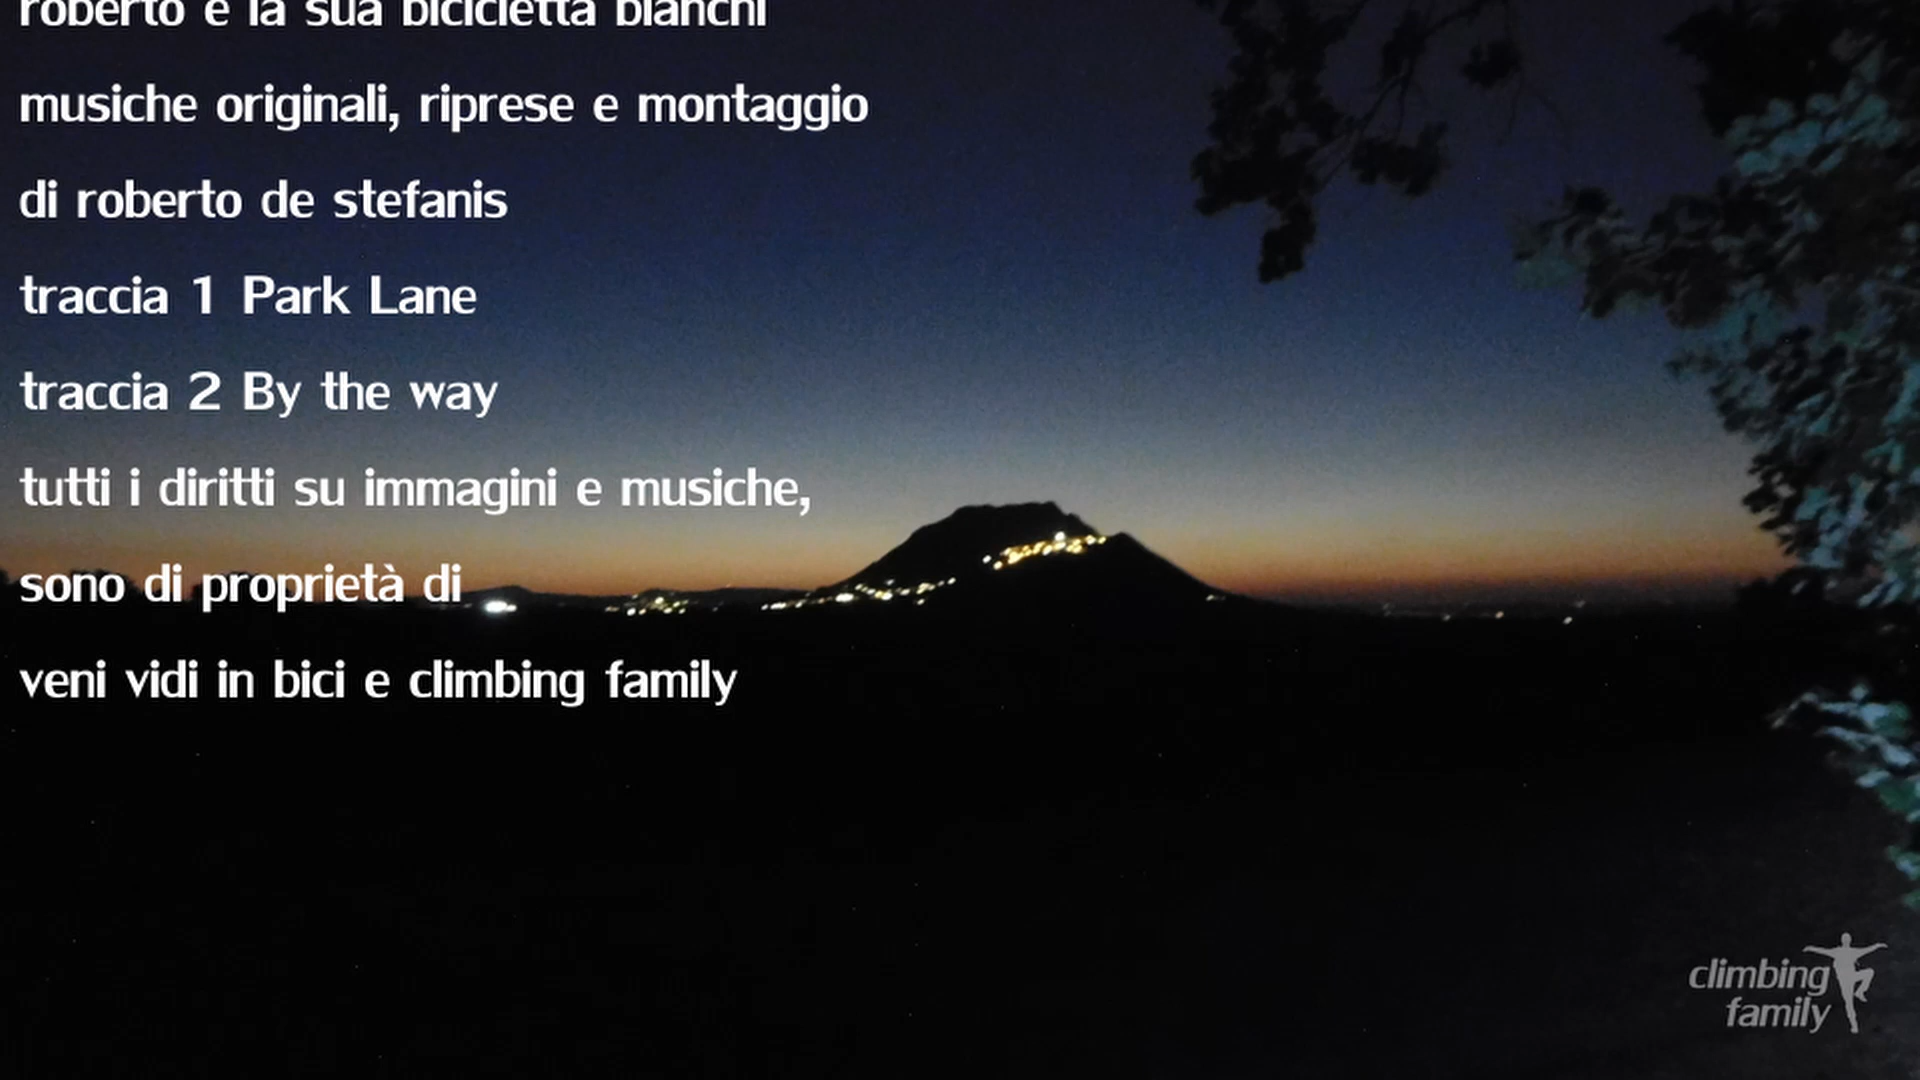 roberto e la sua bicicletta bianchi
musiche originali, riprese e montaggio
di roberto de stefanis
traccia 1 Park Lane
traccia 2 By the way
tutti i diritti su immagini e musiche,
sono di proprietà di
veni vidi in bici e climbing family
climbing
family